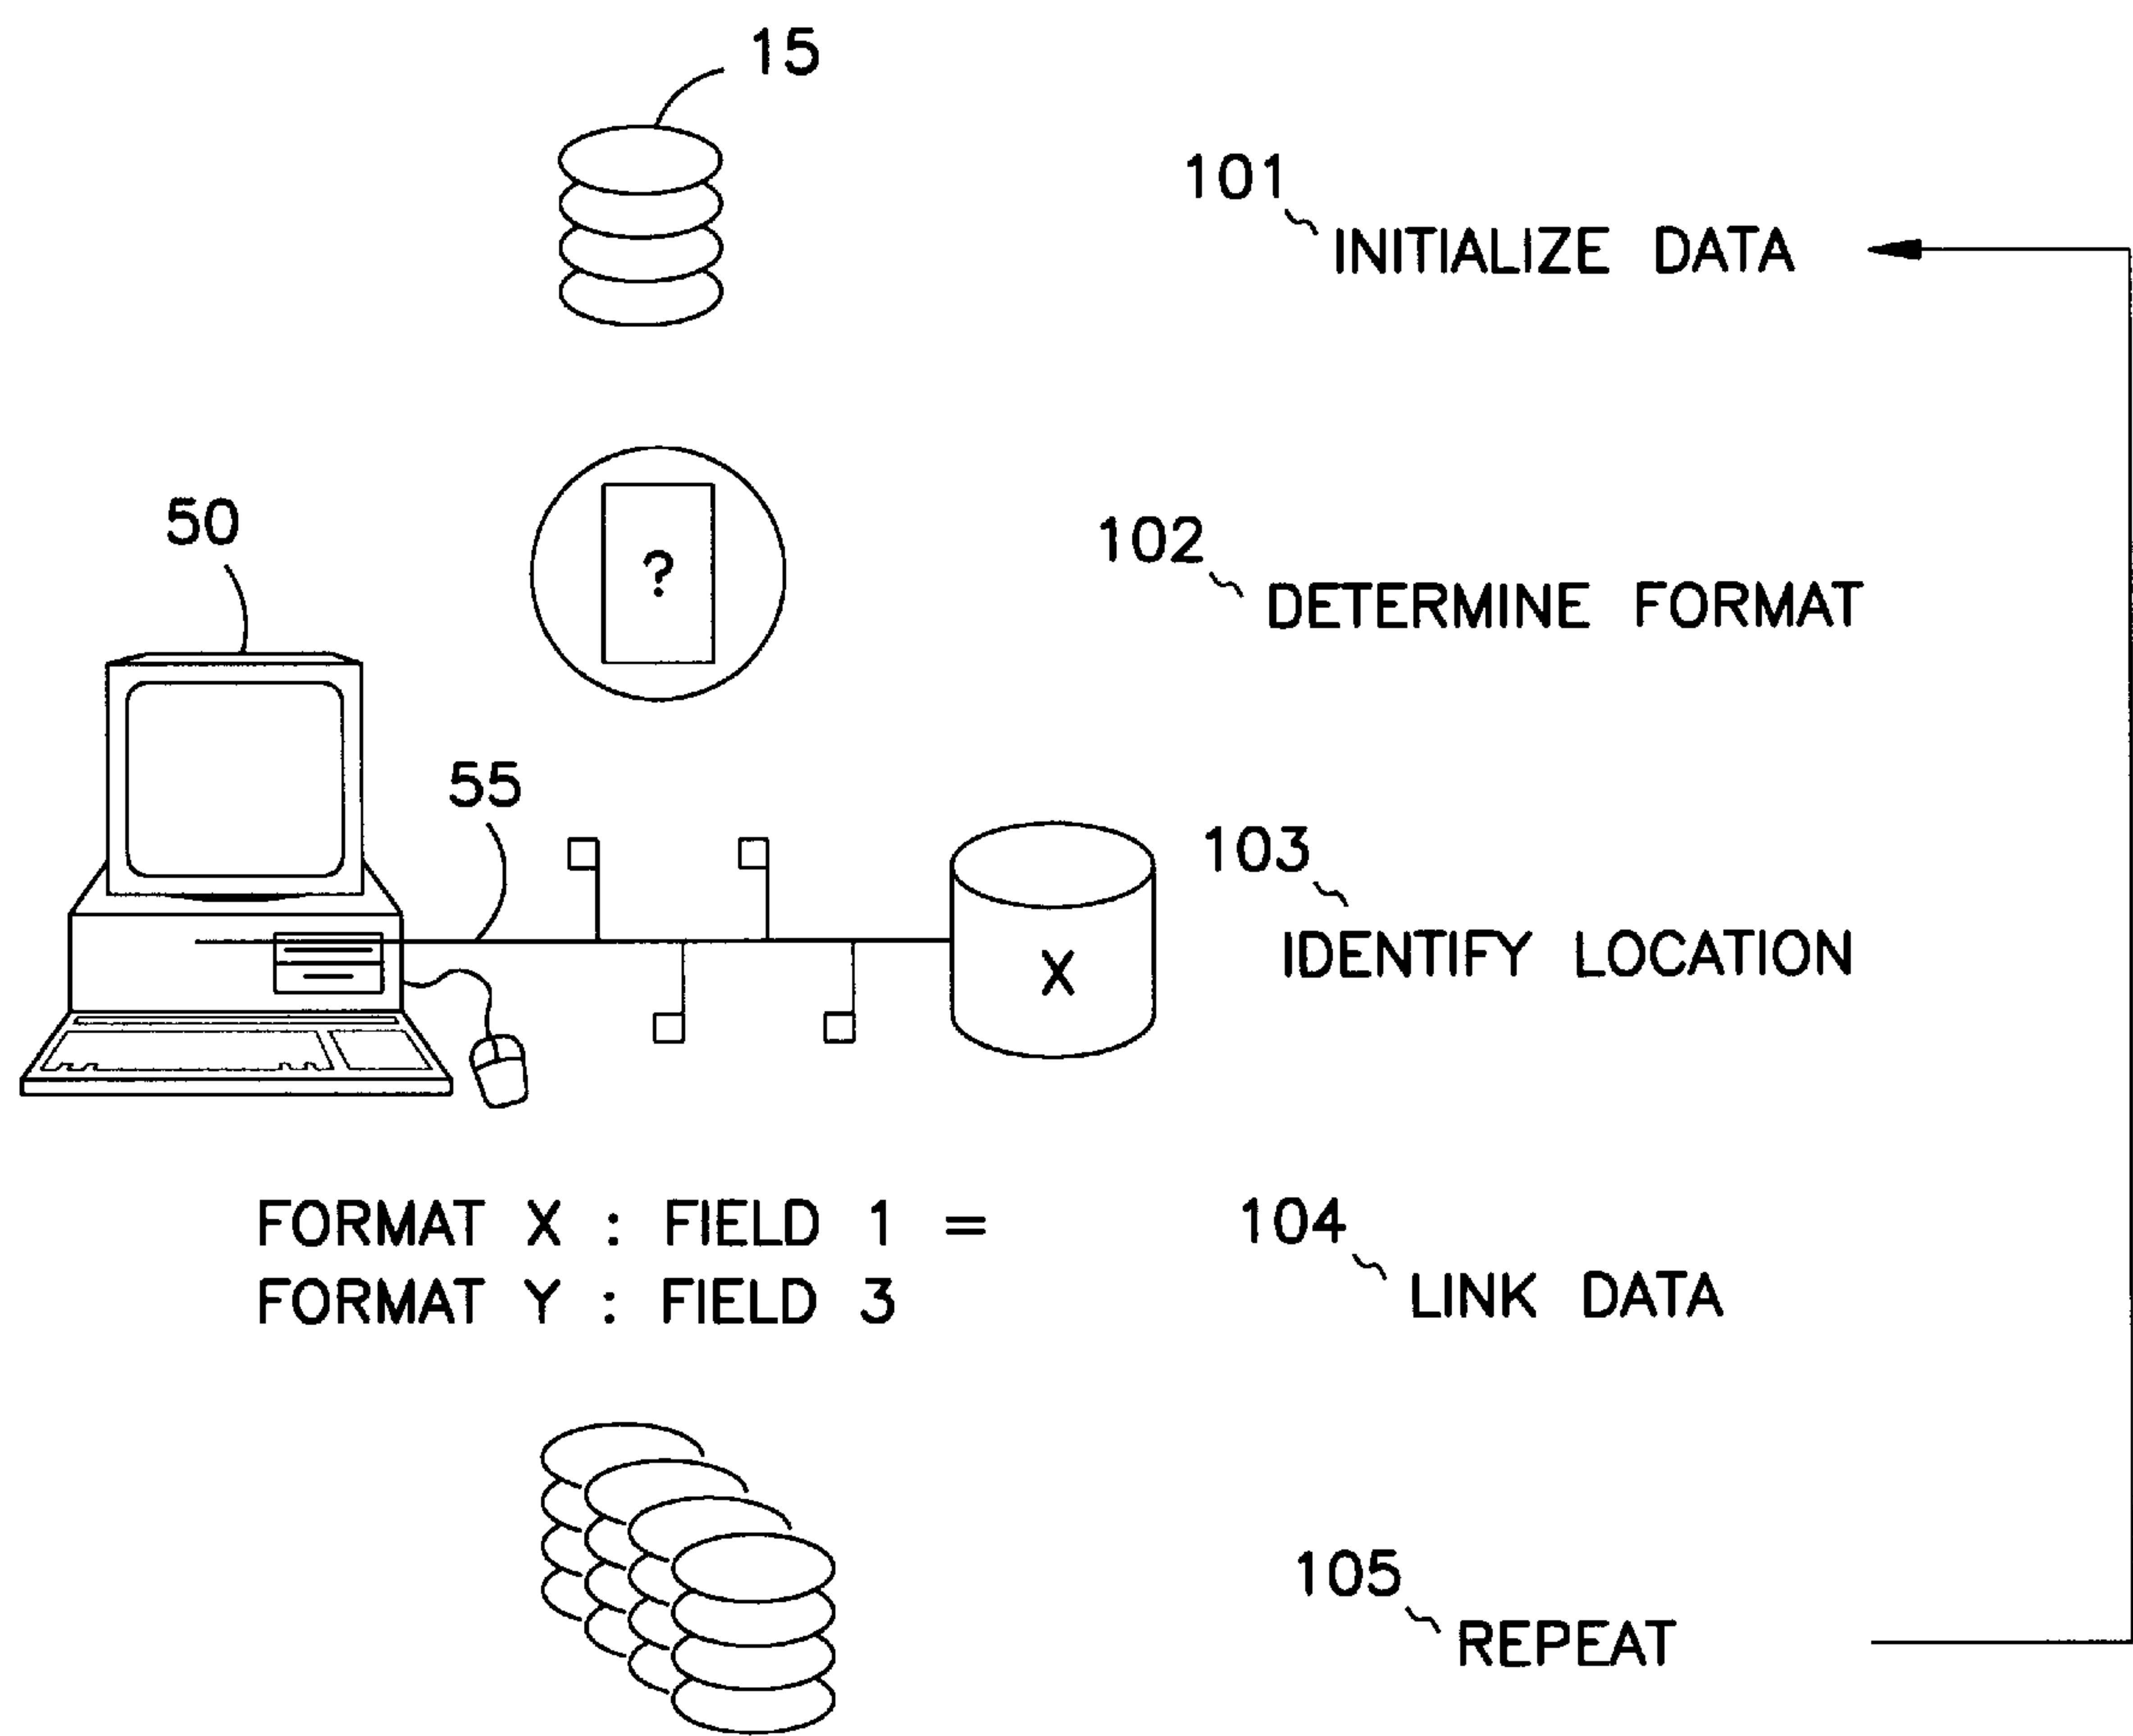 15
101
INITIALIZE DATA
50
?
102
DETERMINE FORMAT
55
103
X
IDENTIFY LOCATION
FORMAT X : FIELD 1 =
FORMAT Y : FIELD 3
104
LINK DATA
105
REPEAT